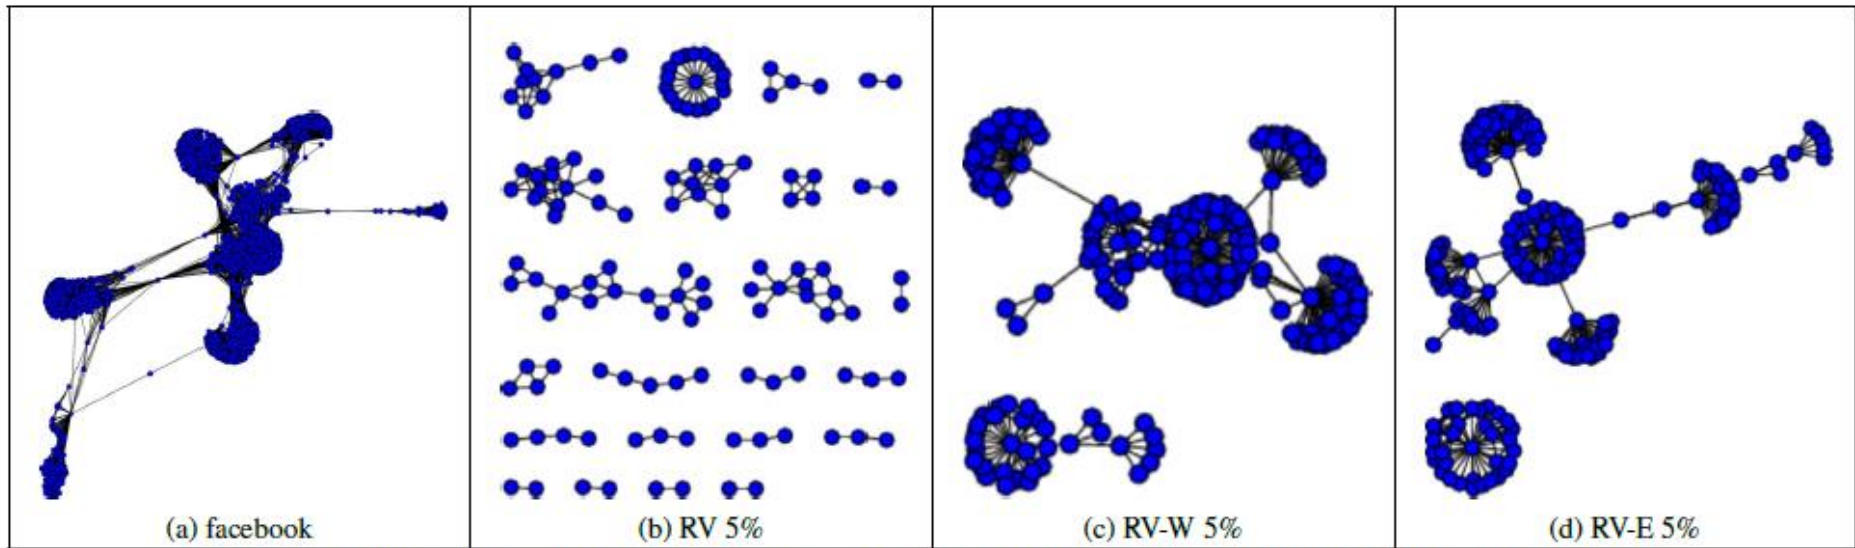 (a) facebook
(b) RV 5%
(c) RV-W 5%
(d) RV-E 5%